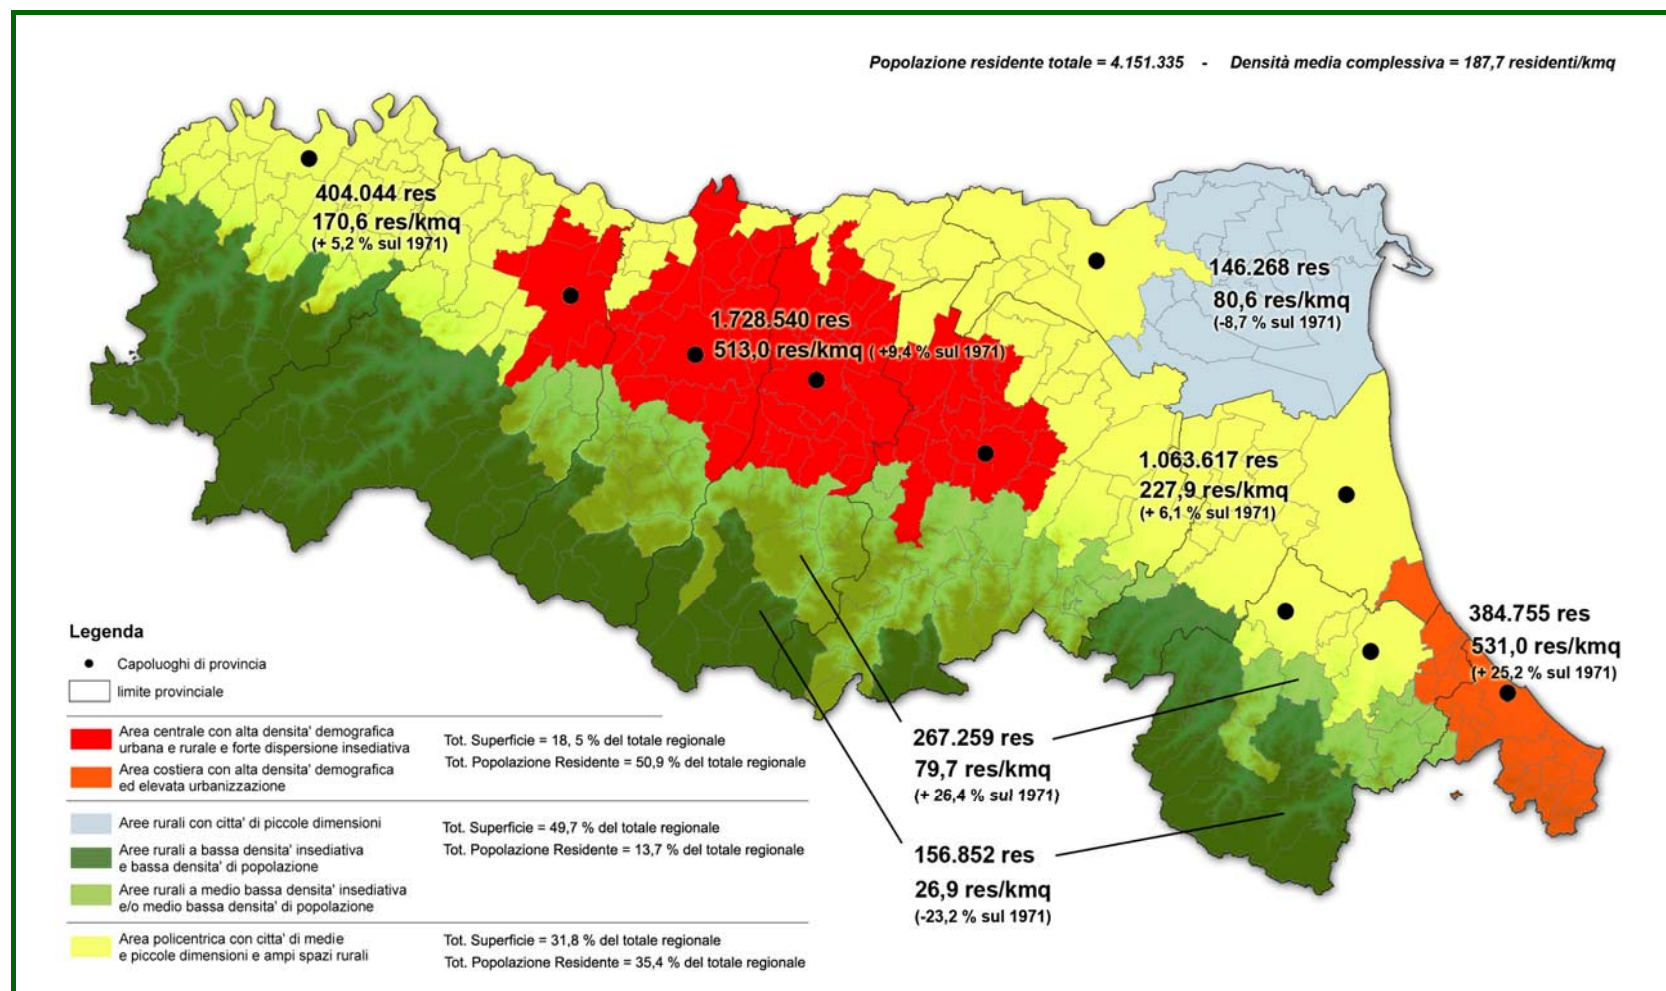 Popolazione residente totale = 4.151.335 - Densità media complessiva = 187,7 residenti/kmq
404.044 res
170,6 res/kmq
(+ 5,2 % sul 1971)
146.268 res
80,6 res/kmq
(-8,7 % sul 1971)
1.728.540 res
513,0 res/kmq ( +9,4 % sul 1971)
1.063.617 res
227,9 res/kmq
(+ 6,1 % sul 1971)
384.755 res
531,0 res/kmq
(+ 25,2 % sul 1971)
267.259 res
79,7 res/kmq
(+ 26,4 % sul 1971)
156.852 res
26,9 res/kmq
(-23,2 % sul 1971)
Legenda
Capoluoghi di provincia
limite provinciale
Area centrale con alta densita' demografica
urbana e rurale e forte dispersione insediativa
Area costiera con alta densita' demografica
ed elevata urbanizzazione
Tot. Superficie = 18, 5 % del totale regionale
Tot. Popolazione Residente = 50,9 % del totale regionale
Aree rurali con citta' di piccole dimensioni
Aree rurali a bassa densita' insediativa
e bassa densita' di popolazione
Aree rurali a medio bassa densita' insediativa
e/o medio bassa densita' di popolazione
Tot. Superficie = 49,7 % del totale regionale
Tot. Popolazione Residente = 13,7 % del totale regionale
Area policentrica con citta' di medie
e piccole dimensioni e ampi spazi rurali
Tot. Superficie = 31,8 % del totale regionale
Tot. Popolazione Residente = 35,4 % del totale regionale